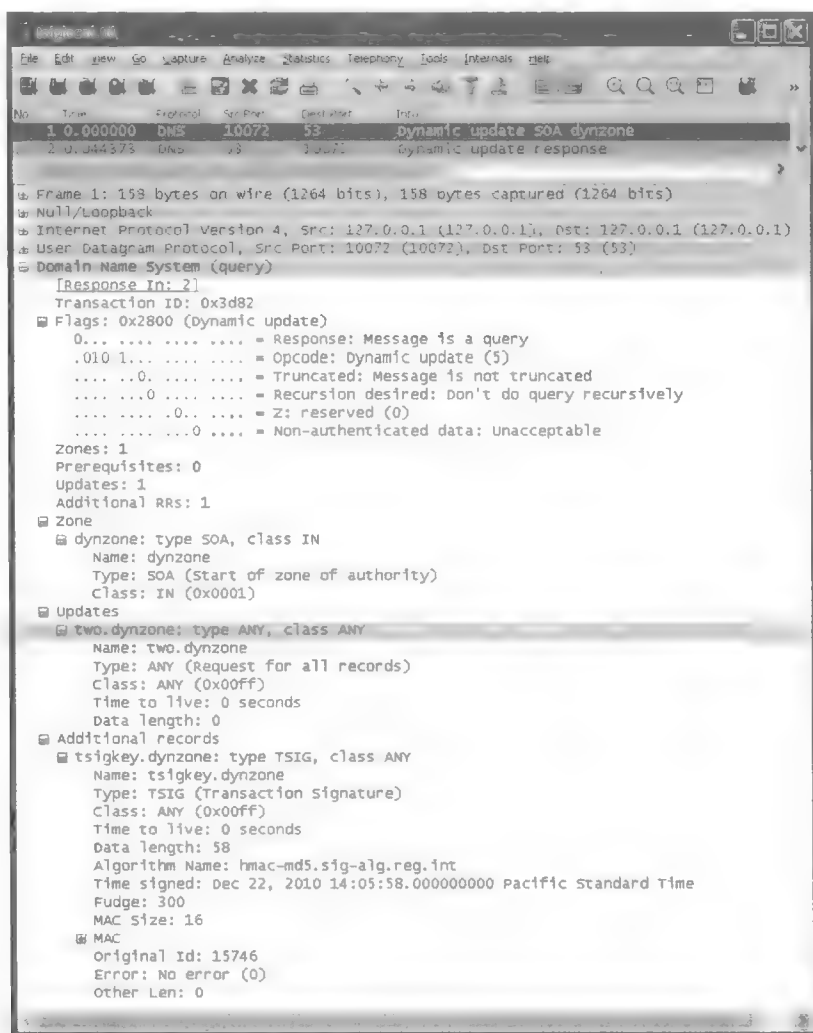 File Edit View Go Capture Analyze Statistics Telephony Tools Internals Help
No Time Protocol Src Port Dest Port Info
1 0.000000 DNS 10072 53 Dynamic update SOA dynzone
2 0.044373 DNS 53 10072 Dynamic update response
Frame 1: 158 bytes on wire (1264 bits), 158 bytes captured (1264 bits)
Null/Loopback
Internet Protocol Version 4, Src: 127.0.0.1 (127.0.0.1), Dst: 127.0.0.1 (127.0.0.1)
User Datagram Protocol, Src Port: 10072 (10072), Dst Port: 53 (53)
Domain Name System (query)
[Response In: 2]
Transaction ID: 0x3d82
Flags: 0x2800 (Dynamic update)
0... .... .... .... = Response: Message is a query
.010 1... .... .... = Opcode: Dynamic update (5)
.... ..0. .... .... = Truncated: Message is not truncated
.... ...0 .... .... = Recursion desired: Don't do query recursively
.... .... .0.. .... = Z: reserved (0)
.... .... ...0 .... = Non-authenticated data: Unacceptable
Zones: 1
Prerequisites: 0
Updates: 1
Additional RRs: 1
Zone
dynzone: type SOA, class IN
Name: dynzone
Type: SOA (Start of zone of authority)
Class: IN (0x0001)
Updates
two.dynzone: type ANY, class ANY
Name: two.dynzone
Type: ANY (Request for all records)
Class: ANY (0x00ff)
Time to live: 0 seconds
Data length: 0
Additional records
tsigkey.dynzone: type TSIG, class ANY
Name: tsigkey.dynzone
Type: TSIG (Transaction Signature)
Class: ANY (0x00ff)
Time to live: 0 seconds
Data length: 58
Algorithm Name: hmac-md5.sig-alg.reg.int
Time signed: Dec 22, 2010 14:05:58.000000000 Pacific Standard Time
Fudge: 300
MAC Size: 16
MAC
Original Id: 15746
Error: No error (0)
Other Len: 0